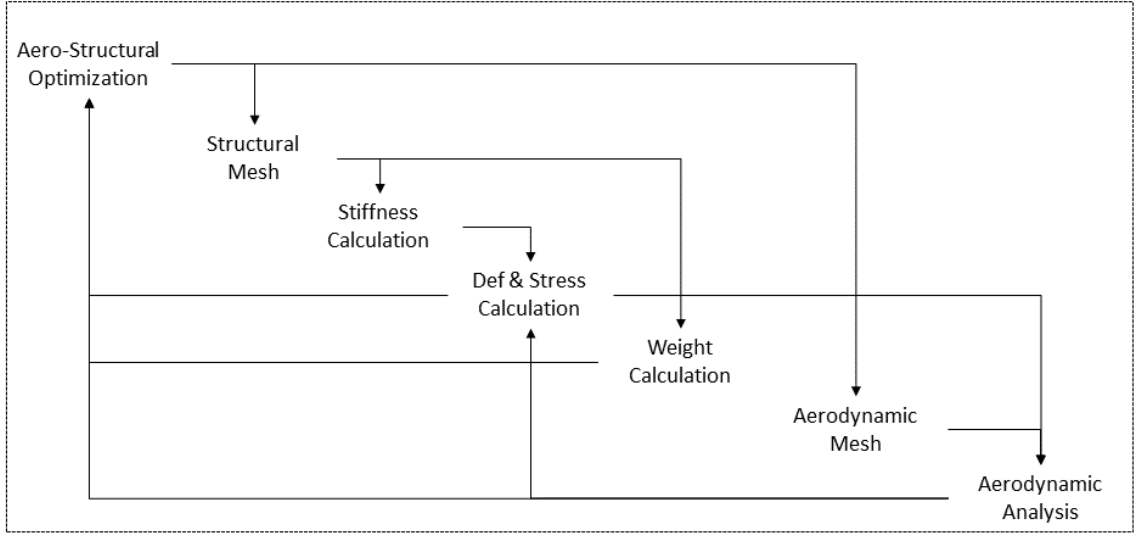 Aero-Structural
Optimization
Structural
Mesh
Stiffness
Calculation
Def & Stress
Calculation
Weight
Calculation
Aerodynamic
Mesh
Aerodynamic
Analysis